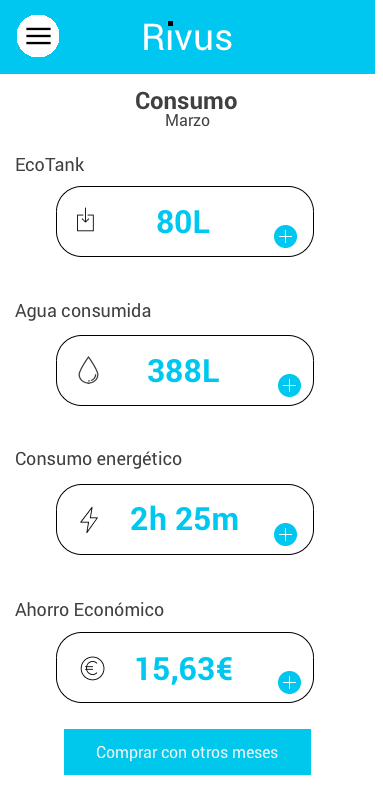 Rivus
Consumo
Marzo
EcoTank
80L
Agua consumida
388L
Consumo energético
2h 25m
Ahorro Económico
15,63€
Comprar con otros meses